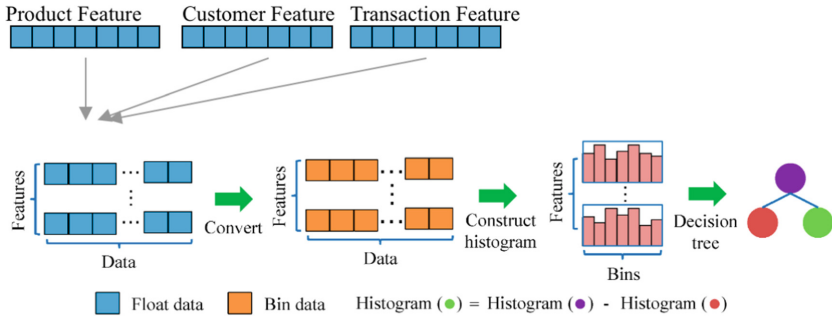 Product Feature
Customer Feature
Transaction Feature
Features
Data
Convert
Features
Data
Construct
histogram
Features
Bins
Decision
tree
Float data
Bin data
Histogram ( ) = Histogram ( ) - Histogram ( )